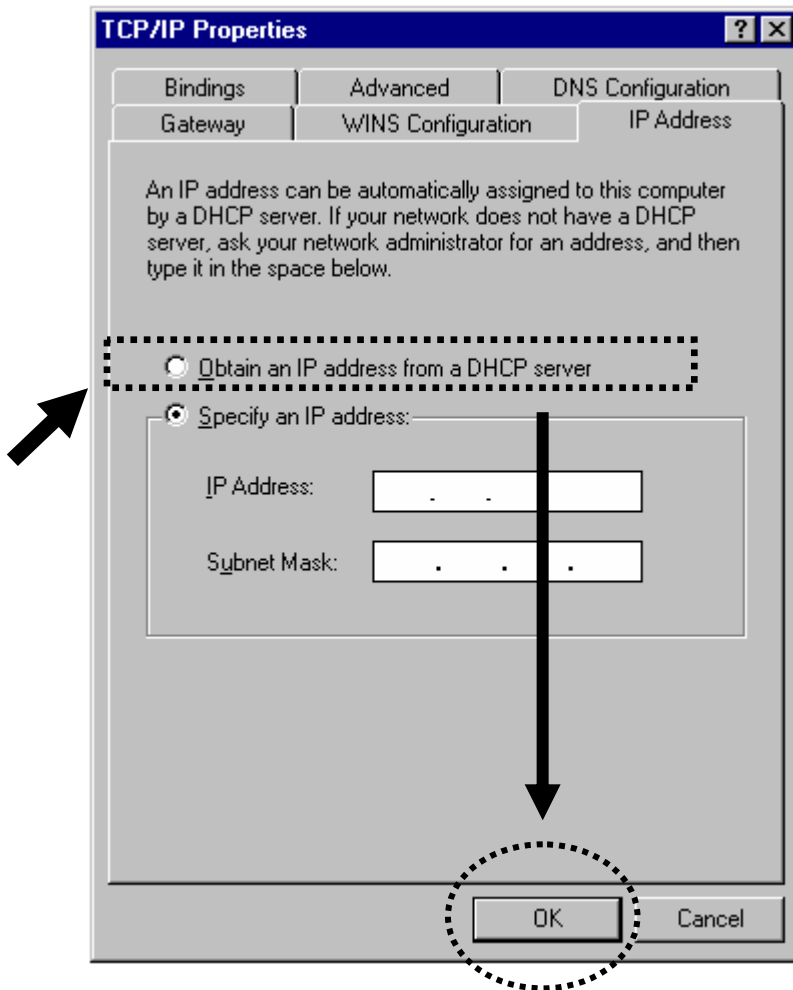 TCP/IP Properties
Bindings Advanced DNS Configuration
Gateway WINS Configuration IP Address
An IP address can be automatically assigned to this computer
by a DHCP server. If your network does not have a DHCP
server, ask your network administrator for an address, and then
type it in the space below.
Obtain an IP address from a DHCP server
Specify an IP address:
IP Address: . .
Subnet Mask: . . .
OK Cancel